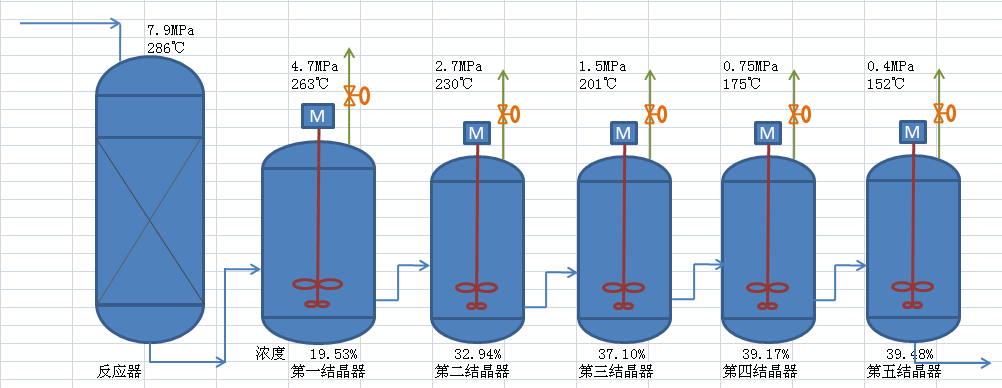 7.9MPa
286℃
4.7MPa
263℃
2.7MPa
230℃
1.5MPa
201℃
0.75MPa
175℃
0.4MPa
152℃
M
M
M
M
M
浓度
19.53%
32.94%
37.10%
39.17%
39.48%
反应器
第一结晶器
第二结晶器
第三结晶器
第四结晶器
第五结晶器